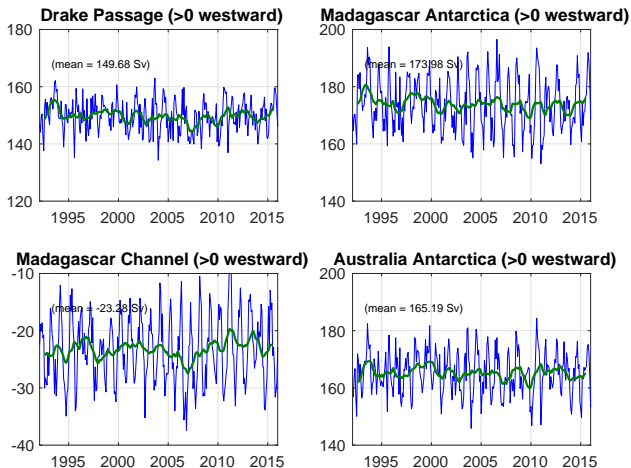 Drake Passage (>0 westward)
180
160
140
120
(mean = 149.68 Sv)
1995 2000 2005 2010 2015
Madagascar Antarctica (>0 westward)
200
180
160
140
(mean = 173.98 Sv)
1995 2000 2005 2010 2015
Madagascar Channel (>0 westward)
-10
-20
-30
-40
(mean = -23.28 Sv)
1995 2000 2005 2010 2015
Australia Antarctica (>0 westward)
200
180
160
140
(mean = 165.19 Sv)
1995 2000 2005 2010 2015